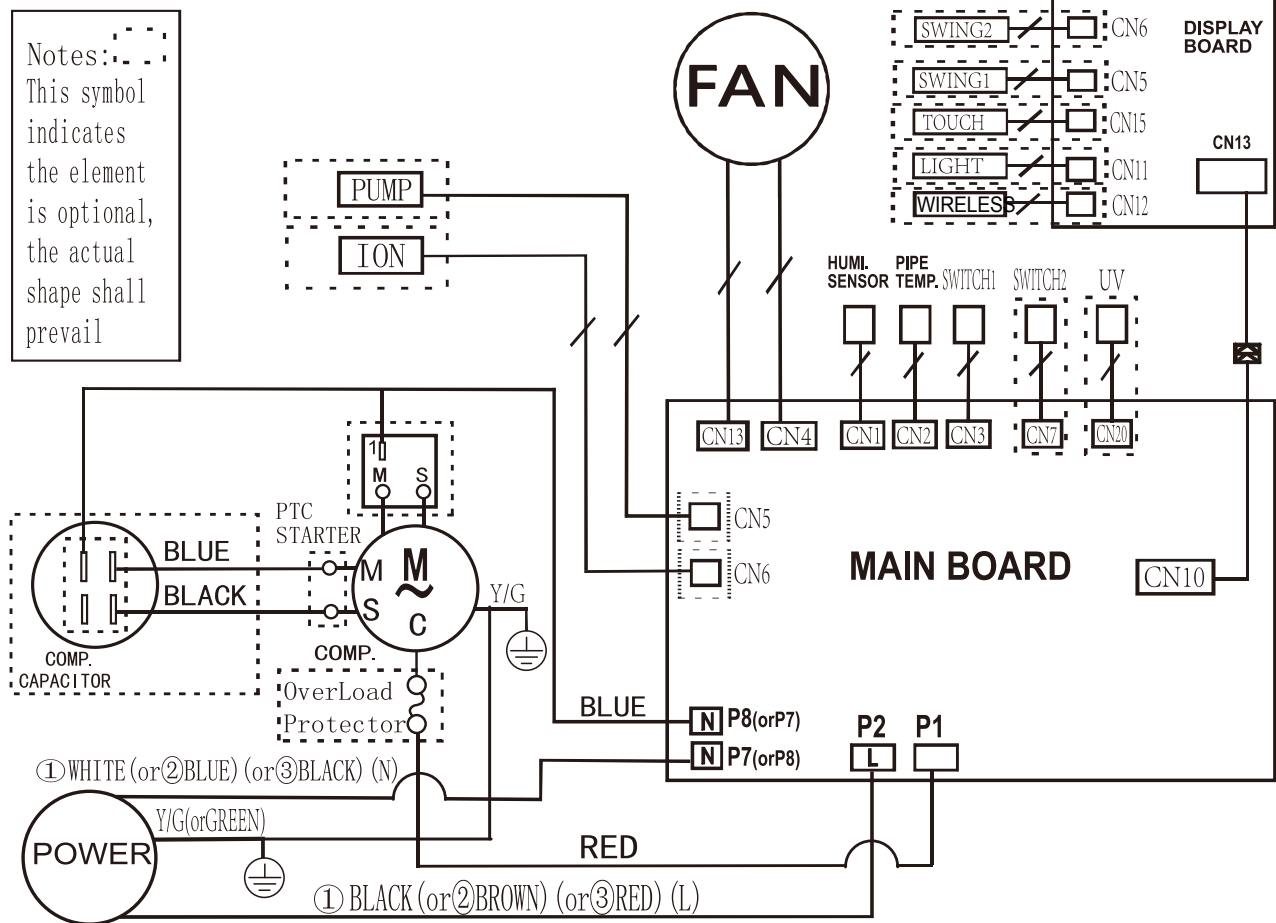 Notes:
This symbol
indicates
the element
is optional,
the actual
shape shall
prevail
FAN
SWING2
CN6
DISPLAY
BOARD
SWING1
CN5
TOUCH
CN15
CN13
LIGHT
CN11
WIRELESS
CN12
PUMP
ION
HUMI.
SENSOR
PIPE
TEMP.
SWITCH1
SWITCH2
UV
CN13
CN4
CN1
CN2
CN3
CN7
CN20
1
M
S
PTC
STARTER
CN5
CN6
MAIN BOARD
CN10
BLUE
BLACK
M
S
M
~
C
Y/G
COMP.
COMP.
CAPACITOR
OverLoad
Protector
BLUE
N
P8(orP7)
N
P7(orP8)
P2
L
P1
①WHITE(or②BLUE)(or③BLACK)(N)
Y/G(orGREEN)
POWER
RED
① BLACK(or②BROWN)(or③RED)(L)